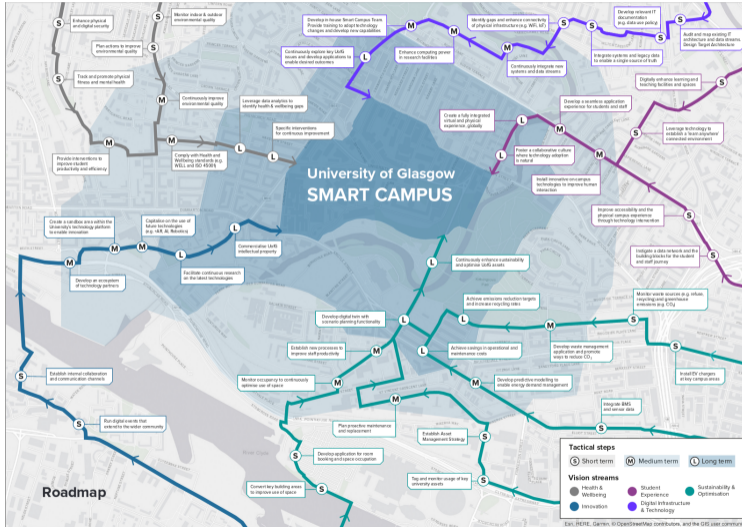 Enhance physical
and digital security
Monitor indoor & outdoor
environmental quality
Plan actions to improve
environmental quality
Track and promote physical
fitness and mental health
Continuously improve
environmental quality
Leverage data analytics to
identify health & wellbeing gaps
Specific interventions
for continuous improvement
Provide interventions to
improve student
productivity and efficiency
Comply with Health and
Wellbeing standards (e.g.
WELL and ISO 45001)
Develop in house Smart Campus Team.
Provide training to adopt technology
changes and develop new capabilities
Continuously explore key UofG
issues and develop applications to
enable desired outcomes
Enhance computing power
in research facilities
Identify gaps and enhance connectivity
of physical infrastructure (e.g. WiFi, IoT)
Continuously integrate new
systems and data streams
Develop relevant IT
documentation
(e.g. data use policy)
Integrate systems and legacy data
to enable a single source of truth
Audit and map existing IT
architecture and data streams.
Design Target Architecture
Digitally enhance learning and
teaching facilities and spaces
Develop a seamless application
experience for students and staff
Create a fully integrated
virtual and physical
experience, globally
Leverage technology to
establish a 'team anywhere'
connected environment
Foster a collaborative culture
where technology adoption
is natural
Install innovative on campus
technologies to improve human
interaction
Improve accessibility and the
physical campus experience
through technology intervention
Instigate a data network and the
building blocks for the student
and staff journey
University of Glasgow
SMART CAMPUS
Create a sandbox area within the
University's technology platform
to enable innovation
Capitalise on the use of
future technologies
(e.g. AR, AI, Robotics)
Commercialise UofG
intellectual property
Develop an ecosystem
of technology partners
Facilitate continuous research
on the latest technologies
Establish internal collaboration
and communication channels
Run digital events that
extend to the wider community
Continuously enhance sustainability
and optimise UofG assets
Achieve emissions reduction targets
and increase recycling rates
Monitor waste sources (e.g. refuse,
recycling) and greenhouse
emissions (e.g. CO₂)
Develop digital twin with
scenario planning functionality
Establish new processes to
improve staff productivity
Achieve savings in operational and
maintenance costs
Develop waste management
application and promote
ways to reduce CO₂
Install EV chargers
at key campus areas
Monitor occupancy to continuously
optimise use of space
Develop predictive modelling to
enable energy demand management
Integrate BMS
and sensor data
Plan proactive maintenance
and replacement
Establish Asset
Management Strategy
Develop application for room
booking and space occupation
Tag and monitor usage of key
university assets
Convert key building areas
to improve use of space
Roadmap
Tactical steps
S Short term M Medium term L Long term
Vision streams
Health &
Wellbeing
Student
Experience
Sustainability &
Optimisation
Innovation
Digital Infrastructure
& Technology
Esri, HERE, Garmin, © OpenStreetMap contributors, and the GIS user commun